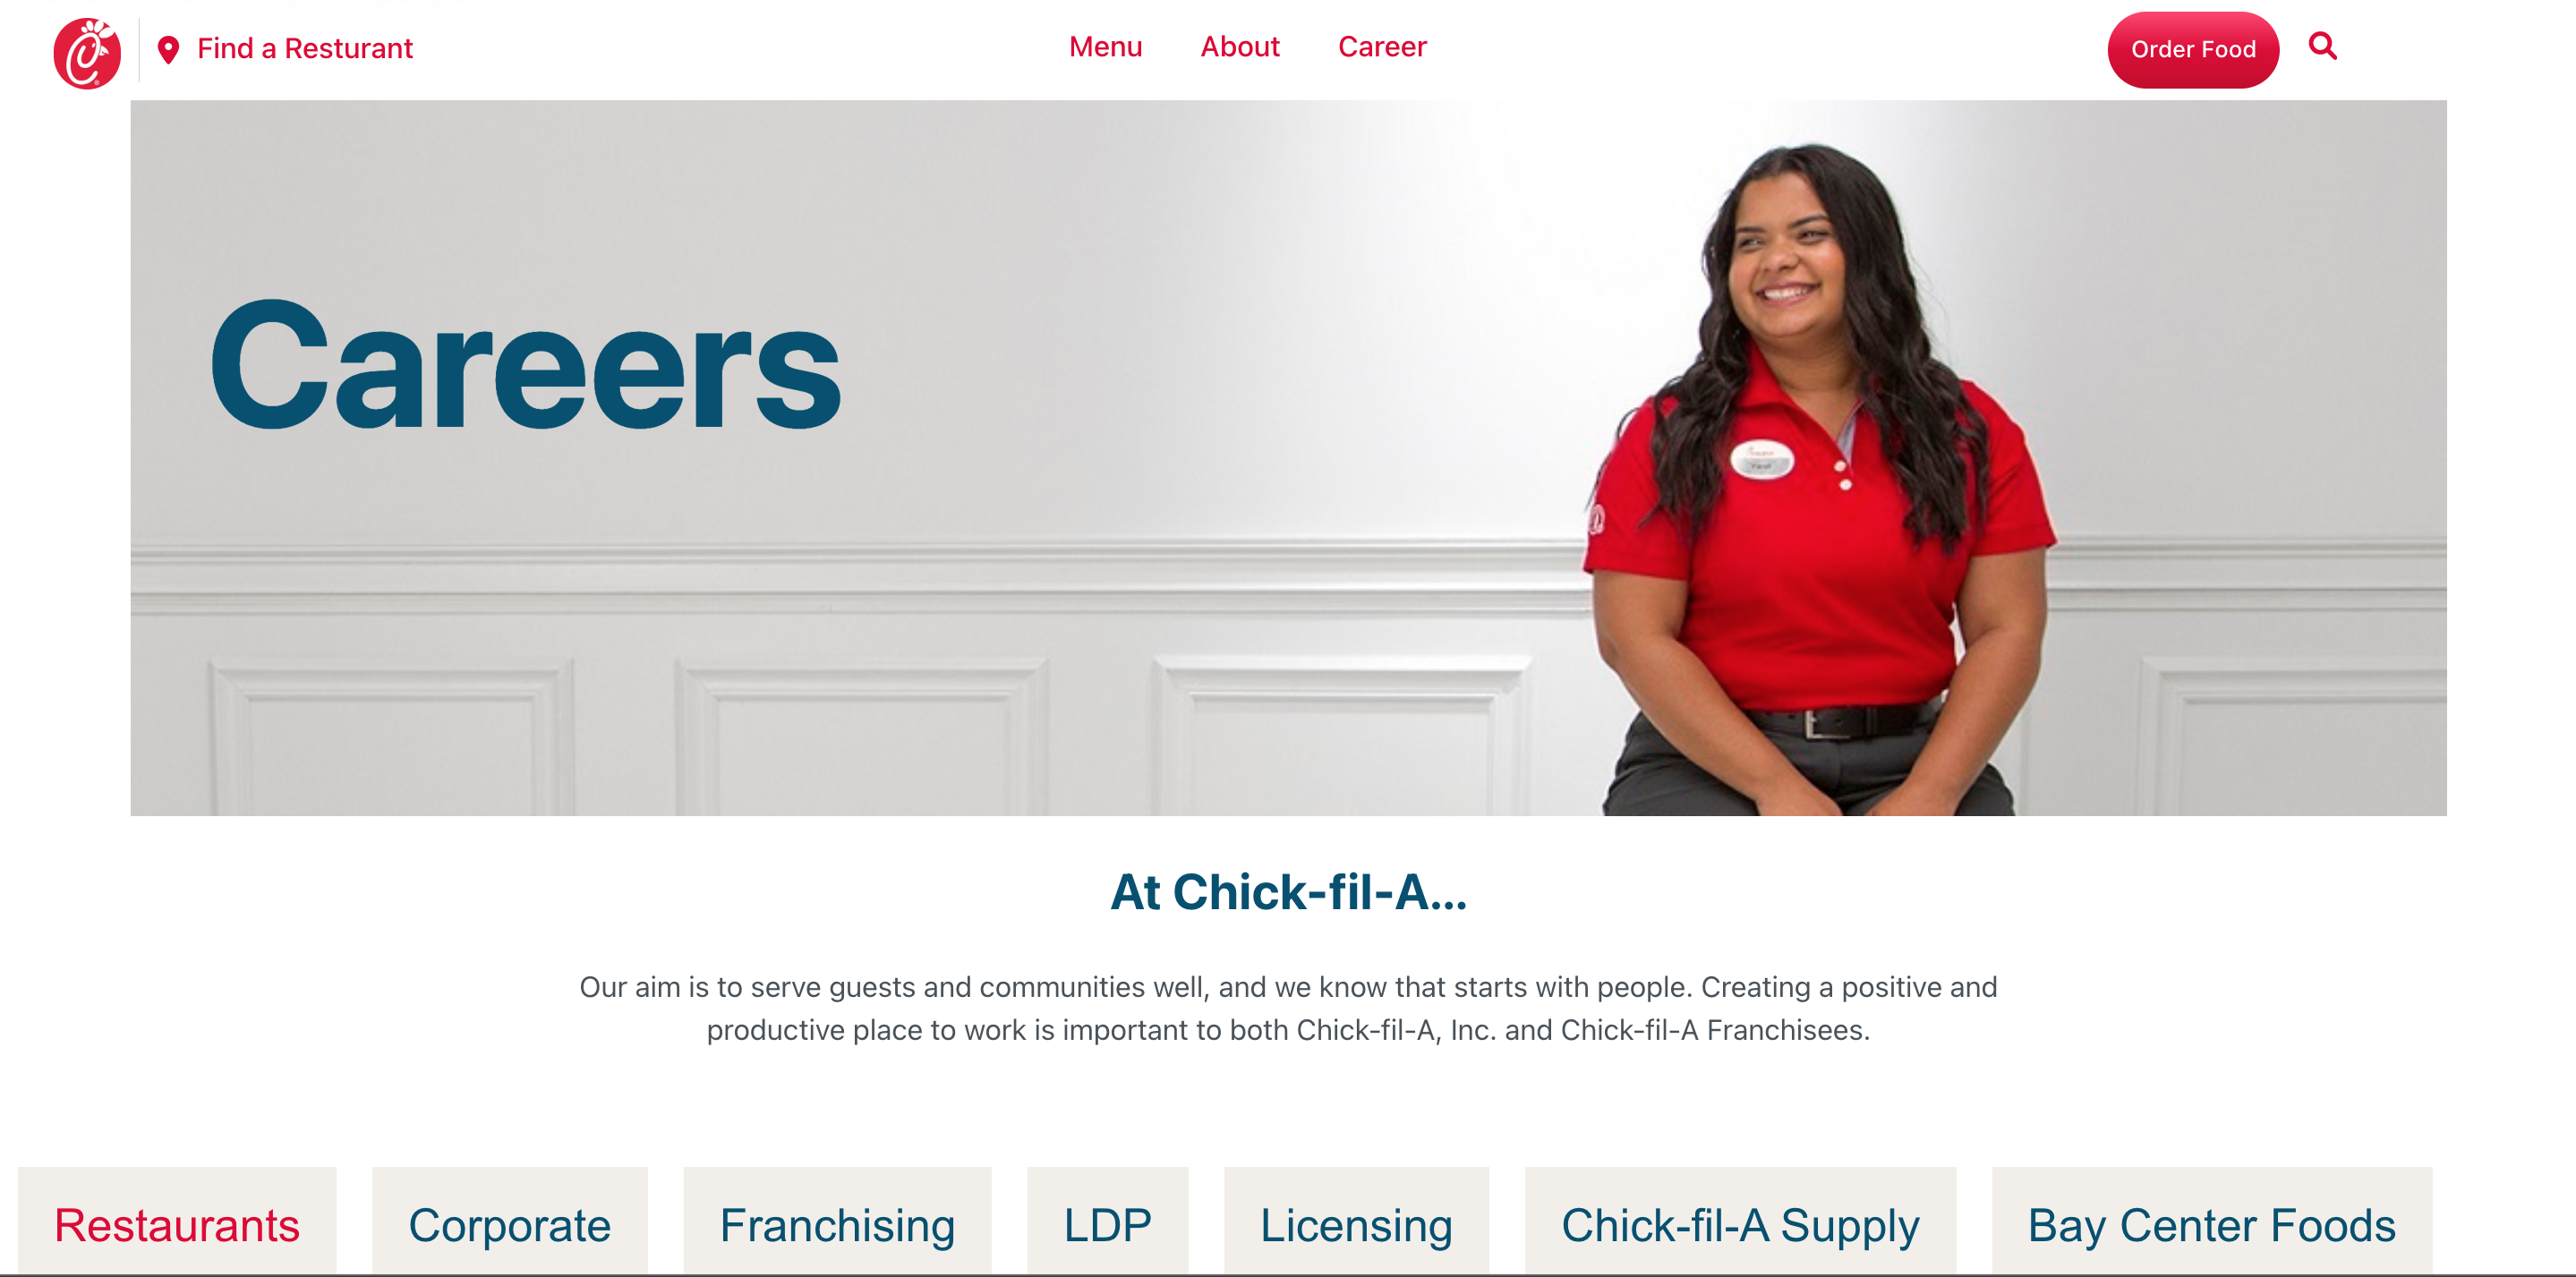 Find a Resturant
Menu
About
Career
Order Food
Careers
At Chick-fil-A...
Our aim is to serve guests and communities well, and we know that starts with people. Creating a positive and
productive place to work is important to both Chick-fil-A, Inc. and Chick-fil-A Franchisees.
Restaurants
Corporate
Franchising
LDP
Licensing
Chick-fil-A Supply
Bay Center Foods